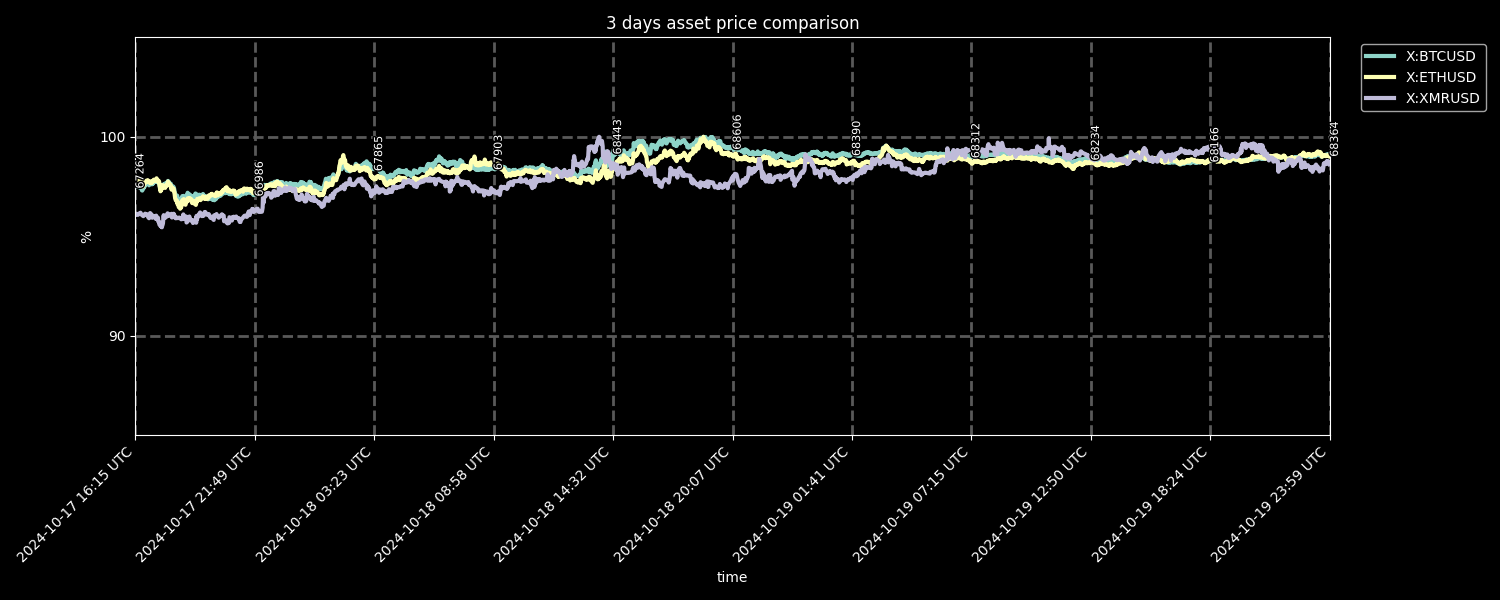 3 days asset price comparison
X:BTCUSD
X:ETHUSD
X:XMRUSD
100
90
%
67264
66986
67865
67903
68443
68606
68390
68312
68234
68166
68364
2024-10-17 16:15 UTC
2024-10-17 21:49 UTC
2024-10-18 03:23 UTC
2024-10-18 08:58 UTC
2024-10-18 14:32 UTC
2024-10-18 20:07 UTC
2024-10-19 01:41 UTC
2024-10-19 07:15 UTC
2024-10-19 12:50 UTC
2024-10-19 18:24 UTC
2024-10-19 23:59 UTC
time